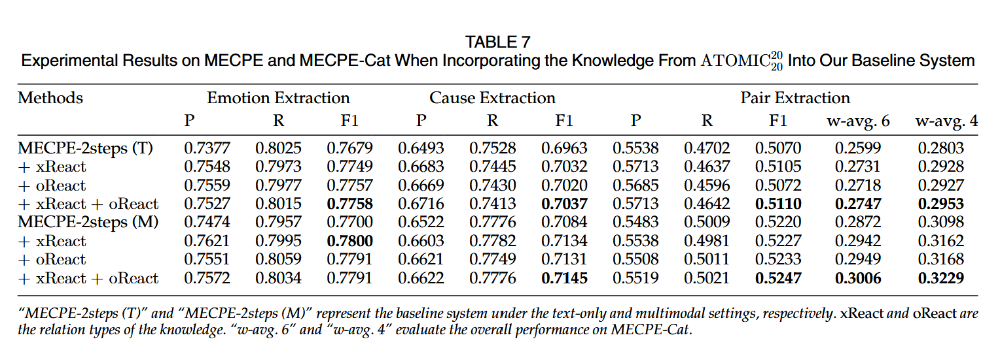 TABLE 7
Experimental Results on MECPE and MECPE-Cat When Incorporating the Knowledge From ATOMIC²⁰₂₀ Into Our Baseline System
Methods Emotion Extraction Cause Extraction Pair Extraction
P R F1 P R F1 P R F1 w-avg. 6 w-avg. 4
MECPE-2steps (T) 0.7377 0.8025 0.7679 0.6493 0.7528 0.6963 0.5538 0.4702 0.5070 0.2599 0.2803
+ xReact 0.7548 0.7973 0.7749 0.6683 0.7445 0.7032 0.5713 0.4637 0.5105 0.2731 0.2928
+ oReact 0.7559 0.7977 0.7757 0.6669 0.7430 0.7020 0.5685 0.4596 0.5072 0.2718 0.2927
+ xReact + oReact 0.7527 0.8015 0.7758 0.6716 0.7413 0.7037 0.5713 0.4642 0.5110 0.2747 0.2953
MECPE-2steps (M) 0.7474 0.7957 0.7700 0.6522 0.7776 0.7084 0.5483 0.5009 0.5220 0.2872 0.3098
+ xReact 0.7621 0.7995 0.7800 0.6603 0.7782 0.7134 0.5538 0.4981 0.5227 0.2942 0.3162
+ oReact 0.7551 0.8059 0.7791 0.6621 0.7749 0.7131 0.5508 0.5011 0.5233 0.2949 0.3168
+ xReact + oReact 0.7572 0.8034 0.7791 0.6622 0.7776 0.7145 0.5519 0.5021 0.5247 0.3006 0.3229
“MECPE-2steps (T)” and “MECPE-2steps (M)” represent the baseline system under the text-only and multimodal settings, respectively. xReact and oReact are
the relation types of the knowledge. “w-avg. 6” and “w-avg. 4” evaluate the overall performance on MECPE-Cat.